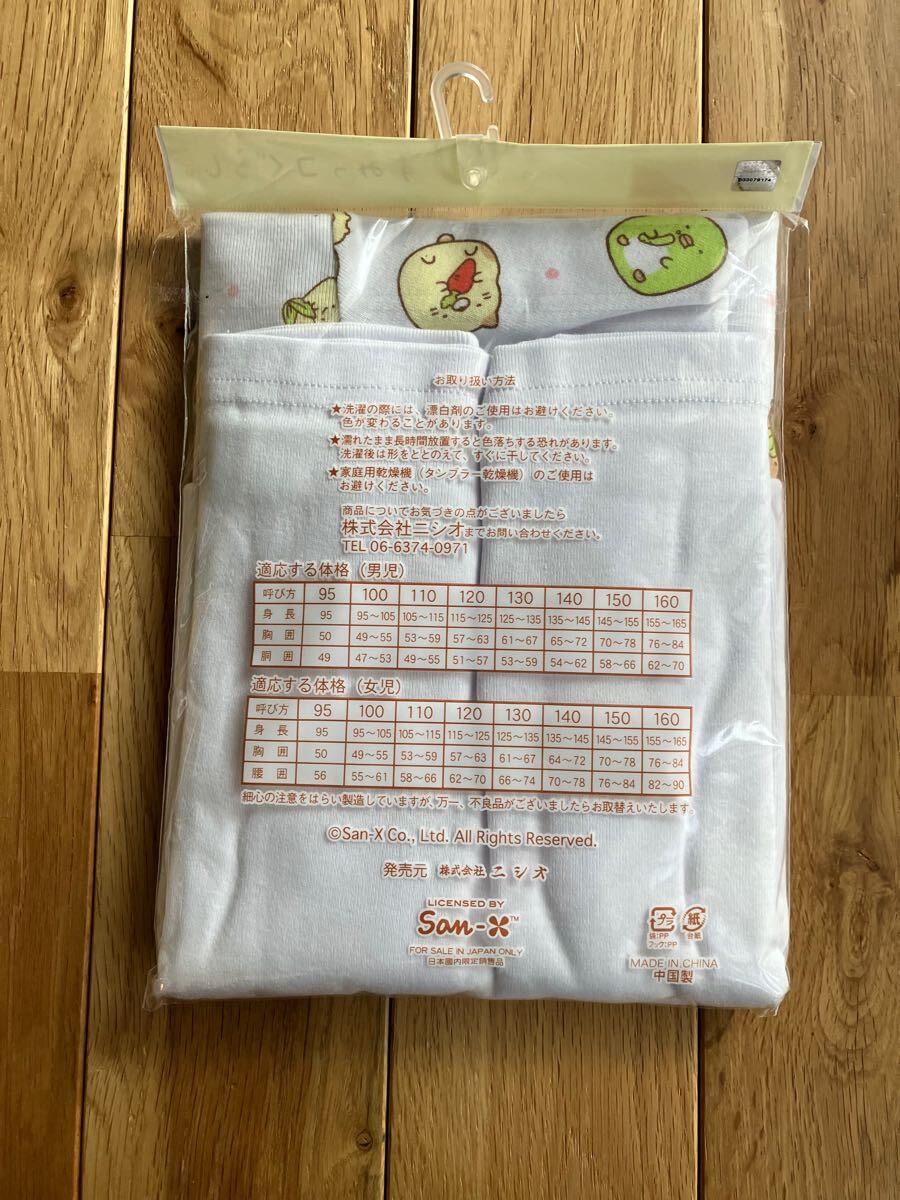 すみっコぐらし
お取り扱い方法
★洗濯の際には、漂白剤のご使用はお避けください。
色が変わることがあります。
★濡れたまま長時間放置すると色落ちする恐れがあります。
洗濯後は形をととのえて、すぐに干してください。
★家庭用乾燥機(タンブラー乾燥機)のご使用は
お避けください。
商品についてお気づきの点がございましたら
株式会社ニシオまでお問い合わせください。
TEL 06-6374-0971
適応する体格(男児)
呼び方 95 100 110 120 130 140 150 160
身長 95 95〜105 105〜115 115〜125 125〜135 135〜145 145〜155 155〜165
胸囲 50 49〜55 53〜59 57〜63 61〜67 65〜72 70〜78 76〜84
胴囲 49 47〜53 49〜55 51〜57 53〜59 54〜62 58〜66 62〜70
適応する体格(女児)
呼び方 95 100 110 120 130 140 150 160
身長 95 95〜105 105〜115 115〜125 125〜135 135〜145 145〜155 155〜165
胸囲 50 49〜55 53〜59 57〜63 61〜67 64〜72 70〜78 76〜84
腰囲 56 55〜61 58〜66 62〜70 66〜74 70〜78 76〜84 82〜90
細心の注意をはらい製造していますが、万一、不良品がございましたらお取替えいたします。
©San-X Co., Ltd. All Rights Reserved.
発売元 株式会社 ニシオ
LICENSED BY
San-X™
FOR SALE IN JAPAN ONLY
日本國内限定銷售品
プラ 紙
袋:PP 台紙
フック:PP
MADE IN CHINA
中国製